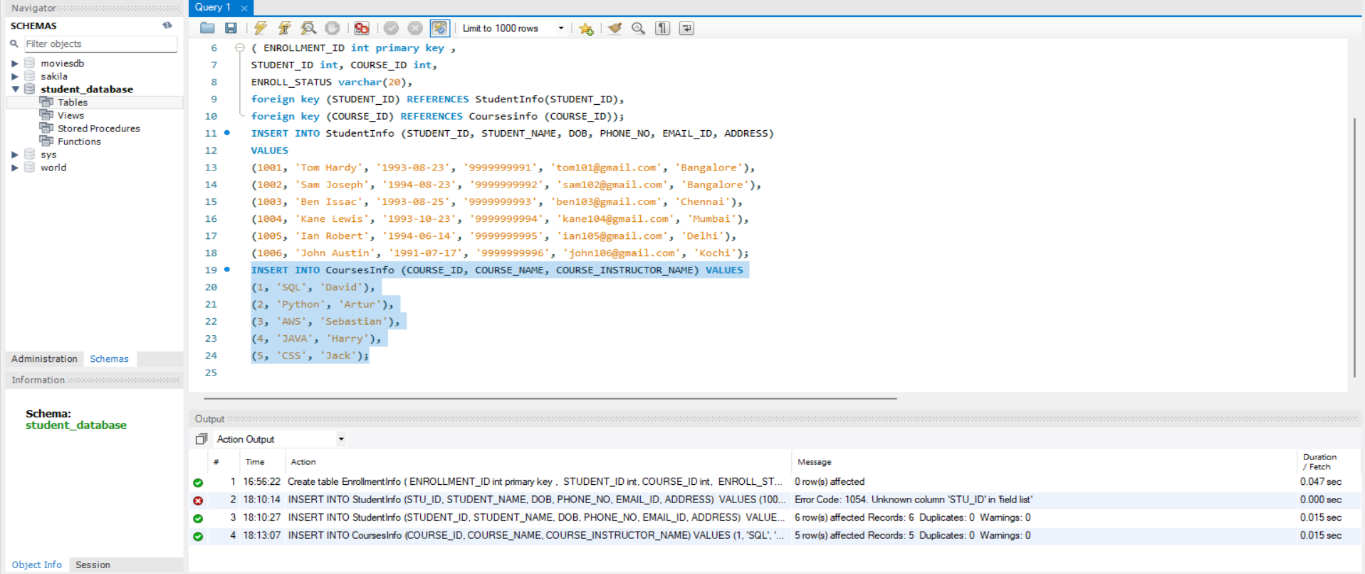 Navigator
SCHEMAS
Filter objects
moviesdb
sakila
student_database
Tables
Views
Stored Procedures
Functions
sys
world
Administration Schemas
Information
Schema:
student_database
Object Info Session
Query 1
Limit to 1000 rows
6 ( ENROLLMENT_ID int primary key ,
7 STUDENT_ID int, COURSE_ID int,
8 ENROLL_STATUS varchar(20),
9 foreign key (STUDENT_ID) REFERENCES StudentInfo(STUDENT_ID),
10 foreign key (COURSE_ID) REFERENCES Coursesinfo (COURSE_ID));
11 INSERT INTO StudentInfo (STUDENT_ID, STUDENT_NAME, DOB, PHONE_NO, EMAIL_ID, ADDRESS)
12 VALUES
13 (1001, 'Tom Hardy', '1993-08-23', '9999999991', 'tom101@gmail.com', 'Bangalore'),
14 (1002, 'Sam Joseph', '1994-08-23', '9999999992', 'sam102@gmail.com', 'Bangalore'),
15 (1003, 'Ben Issac', '1993-08-25', '9999999993', 'ben103@gmail.com', 'Chennai'),
16 (1004, 'Kane Lewis', '1993-10-23', '9999999994', 'kane104@gmail.com', 'Mumbai'),
17 (1005, 'Ian Robert', '1994-06-14', '9999999995', 'ian105@gmail.com', 'Delhi'),
18 (1006, 'John Austin', '1991-07-17', '9999999996', 'john106@gmail.com', 'Kochi');
19 INSERT INTO CoursesInfo (COURSE_ID, COURSE_NAME, COURSE_INSTRUCTOR_NAME) VALUES
20 (1, 'SQL', 'David'),
21 (2, 'Python', 'Artur'),
22 (3, 'AWS', 'Sebastian'),
23 (4, 'JAVA', 'Harry'),
24 (5, 'CSS', 'Jack');
25
Output
Action Output
# Time Action Message Duration / Fetch
1 16:56:22 Create table EnrollmentInfo ( ENROLLMENT_ID int primary key , STUDENT_ID int, COURSE_ID int, ENROLL_ST... 0 row(s) affected 0.047 sec
2 18:10:14 INSERT INTO StudentInfo (STU_ID, STUDENT_NAME, DOB, PHONE_NO, EMAIL_ID, ADDRESS) VALUES (100... Error Code: 1054. Unknown column 'STU_ID' in 'field list' 0.000 sec
3 18:10:27 INSERT INTO StudentInfo (STUDENT_ID, STUDENT_NAME, DOB, PHONE_NO, EMAIL_ID, ADDRESS) VALUE... 6 row(s) affected Records: 6 Duplicates: 0 Warnings: 0 0.015 sec
4 18:13:07 INSERT INTO CoursesInfo (COURSE_ID, COURSE_NAME, COURSE_INSTRUCTOR_NAME) VALUES (1, 'SQL', '... 5 row(s) affected Records: 5 Duplicates: 0 Warnings: 0 0.015 sec